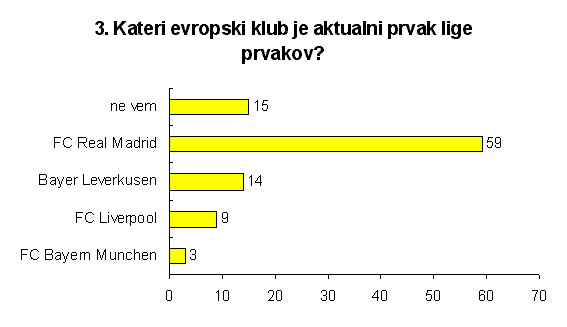 3. Kateri evropski klub je aktualni prvak lige
prvakov?
ne vem 15
FC Real Madrid 59
Bayer Leverkusen 14
FC Liverpool 9
FC Bayern Munchen 3
0 10 20 30 40 50 60 70